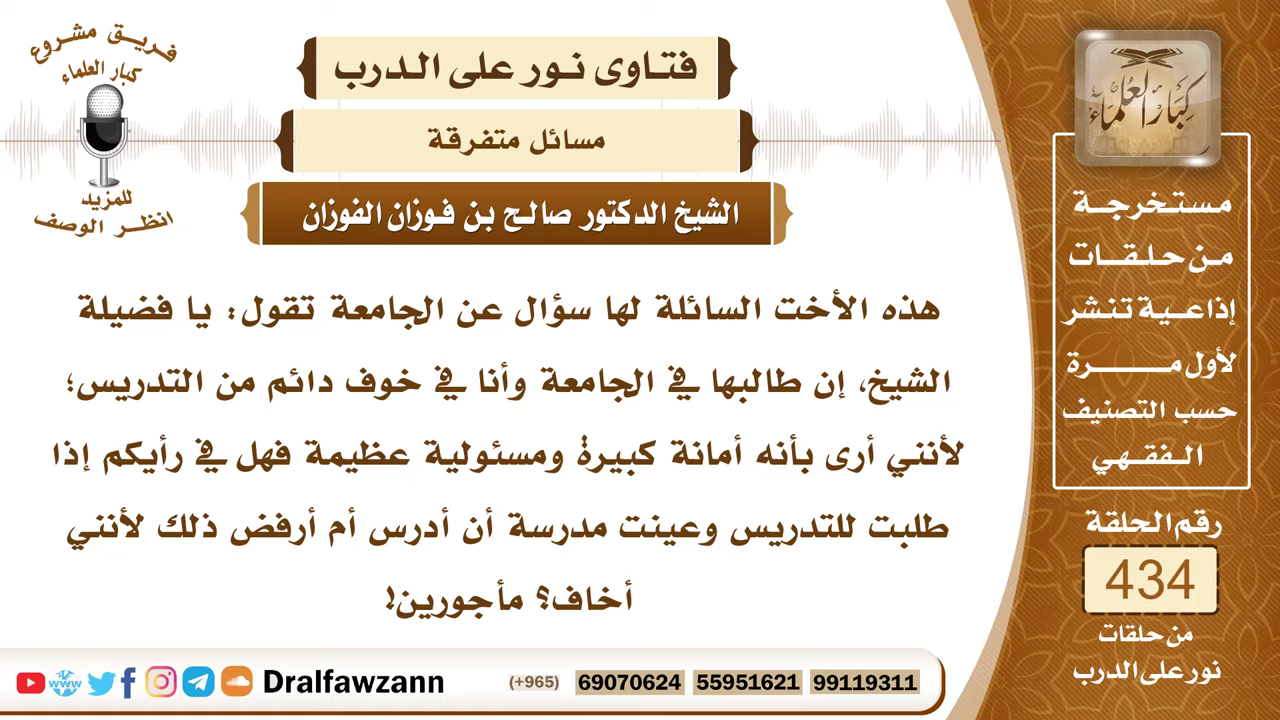 فريق مشروع
كبار العلماء
للمزيد
انظر الوصف
فتاوى نور على الدرب
مسائل متفرقة
الشيخ الدكتور صالح بن فوزان الفوزان
هذه الأخت السائلة لها سؤال عن الجامعة تقول: يا فضيلة
الشيخ، إن طالبها في الجامعة وأنا في خوف دائم من التدريس؛
لأنني أرى بأنه أمانة كبيرة ومسئولية عظيمة فهل في رأيكم إذا
طلبت للتدريس وعينت مدرسة أن أدرس أم أرفض ذلك لأنني
أخاف؟ مأجورين!
كبار العلماء
مستخرجة
من حلقات
إذاعية تنشر
لأول مرة
حسب التصنيف
الفقهي
رقم الحلقة
434
من حلقات
نور على الدرب
www
Dralfawzann
(+965) 69070624 55951621 99119311